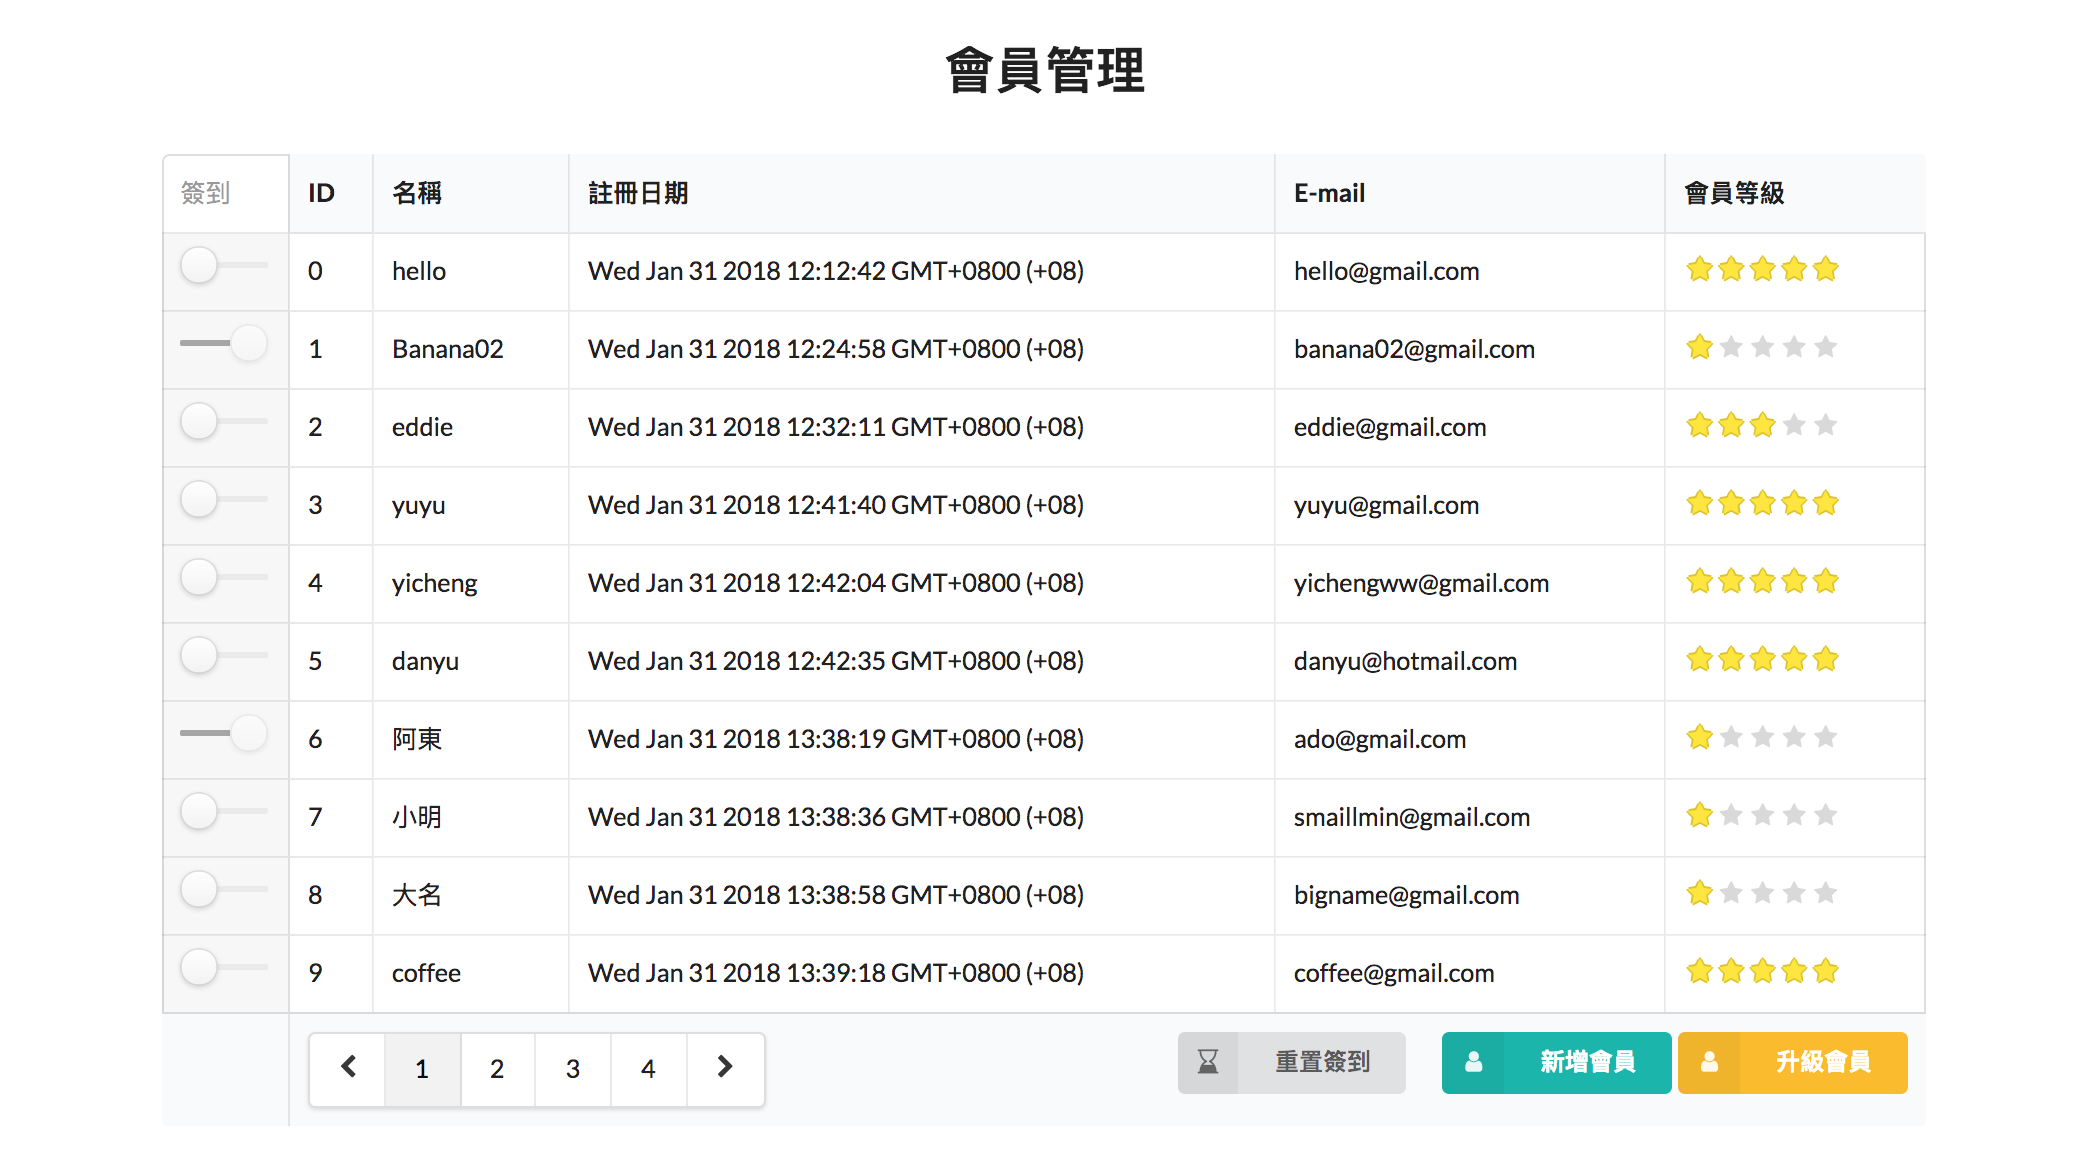 會員管理
簽到 ID 名稱 註冊日期 E-mail 會員等級
0 hello Wed Jan 31 2018 12:12:42 GMT+0800 (+08) hello@gmail.com
1 Banana02 Wed Jan 31 2018 12:24:58 GMT+0800 (+08) banana02@gmail.com
2 eddie Wed Jan 31 2018 12:32:11 GMT+0800 (+08) eddie@gmail.com
3 yuyu Wed Jan 31 2018 12:41:40 GMT+0800 (+08) yuyu@gmail.com
4 yicheng Wed Jan 31 2018 12:42:04 GMT+0800 (+08) yichengww@gmail.com
5 danyu Wed Jan 31 2018 12:42:35 GMT+0800 (+08) danyu@hotmail.com
6 阿東 Wed Jan 31 2018 13:38:19 GMT+0800 (+08) ado@gmail.com
7 小明 Wed Jan 31 2018 13:38:36 GMT+0800 (+08) smaillmin@gmail.com
8 大名 Wed Jan 31 2018 13:38:58 GMT+0800 (+08) bigname@gmail.com
9 coffee Wed Jan 31 2018 13:39:18 GMT+0800 (+08) coffee@gmail.com
1 2 3 4 重置簽到 新增會員 升級會員